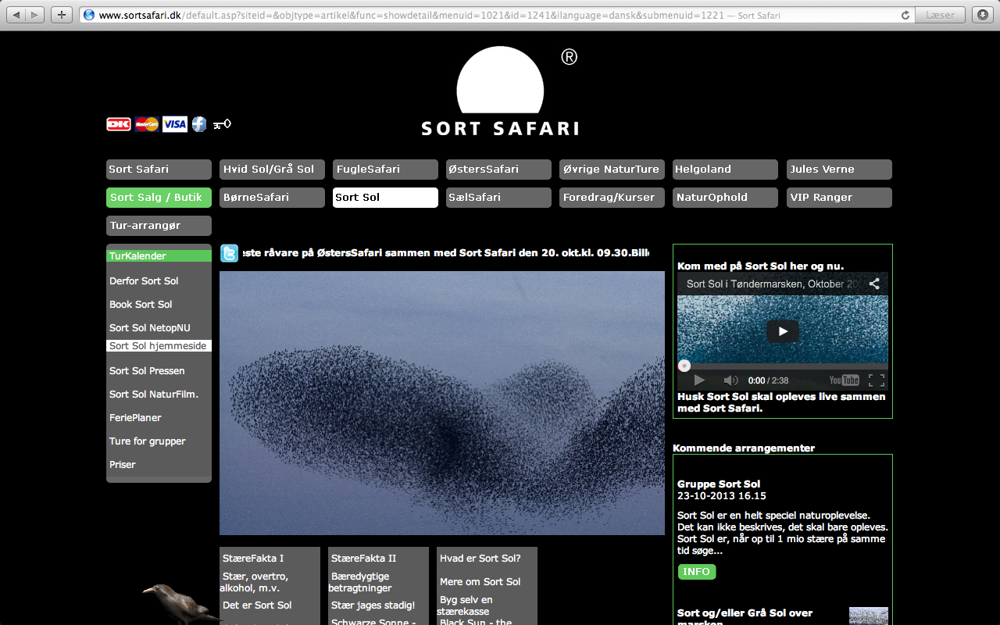 www.sortsafari.dk/default.asp?siteid=&objtype=artikel&func=showdetail&menuid=1021&id=1241&ilanguage=dansk&submenuid=1221 — Sort Safari
Læser
®
SORT SAFARI
DK MasterCard VISA f
Sort Safari
Hvid Sol/Grå Sol
FugleSafari
ØstersSafari
Øvrige NaturTure
Helgoland
Jules Verne
Sort Salg / Butik
BørneSafari
Sort Sol
SælSafari
Foredrag/Kurser
NaturOphold
VIP Ranger
Tur-arrangør
TurKalender
Derfor Sort Sol
Book Sort Sol
Sort Sol NetopNU
Sort Sol hjemmeside
Sort Sol Pressen
Sort Sol NaturFilm.
FeriePlaner
Ture for grupper
Priser
este råvare på ØstersSafari sammen med Sort Safari den 20. okt.kl. 09.30.Bille
StæreFakta I
Stær, overtro,
alkohol, m.v.
Det er Sort Sol
StæreFakta II
Bæredygtige
betragtninger
Stær jages stadig!
Schwarze Sonne -
Hvad er Sort Sol?
Mere om Sort Sol
Byg selv en
stærekasse
Black Sun - the
Kom med på Sort Sol her og nu.
Sort Sol i Tøndermarsken, Oktober 20
0:00 / 2:38
YouTube
Husk Sort Sol skal opleves live sammen
med Sort Safari.
Kommende arrangementer
Gruppe Sort Sol
23-10-2013 16.15
Sort Sol er en helt speciel naturoplevelse.
Det kan ikke beskrives, det skal bare opleves.
Sort Sol er, når op til 1 mio stære på samme
tid søge...
INFO
Sort og/eller Grå Sol over
marsken